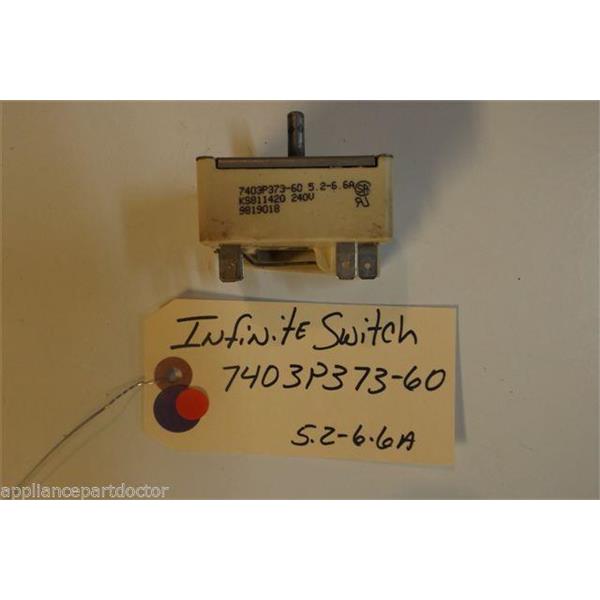 7403P373-60 5.2-6.6A
KS811420 240V
9819018
Infinite Switch
7403P373-60
5.2-6.6A
appliancepartdoctor